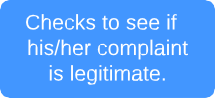 Checks to see if
his/her complaint
is legitimate.